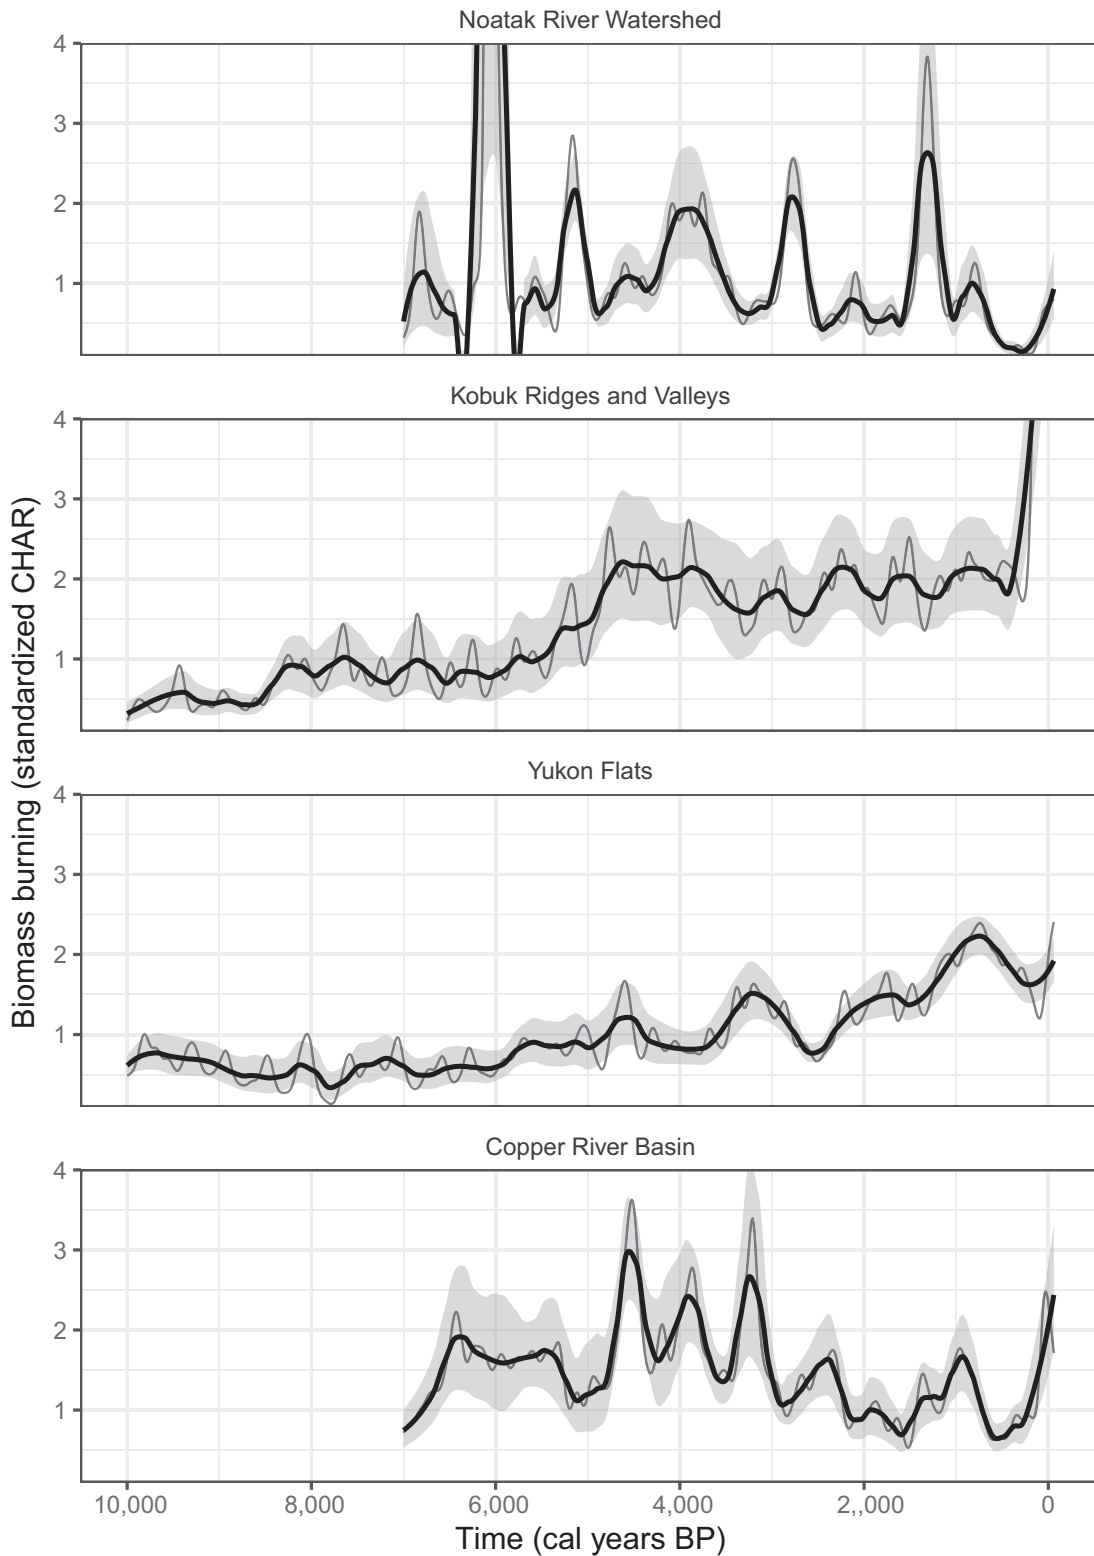 Noatak River Watershed
4
3
2
1
Kobuk Ridges and Valleys
4
3
2
1
Biomass burning (standardized CHAR)
Yukon Flats
4
3
2
1
Copper River Basin
4
3
2
1
10,000 8,000 6,000 4,000 2,000 0
Time (cal years BP)